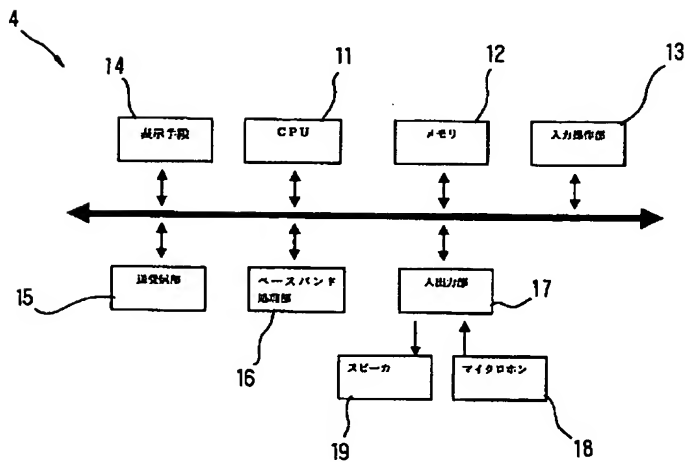 4
14
11
12
13
表示手段
CPU
メモリ
入力操作部
送受信部
ベースバンド
処理部
入出力部
15
16
17
スピーカ
マイクロホン
19
18